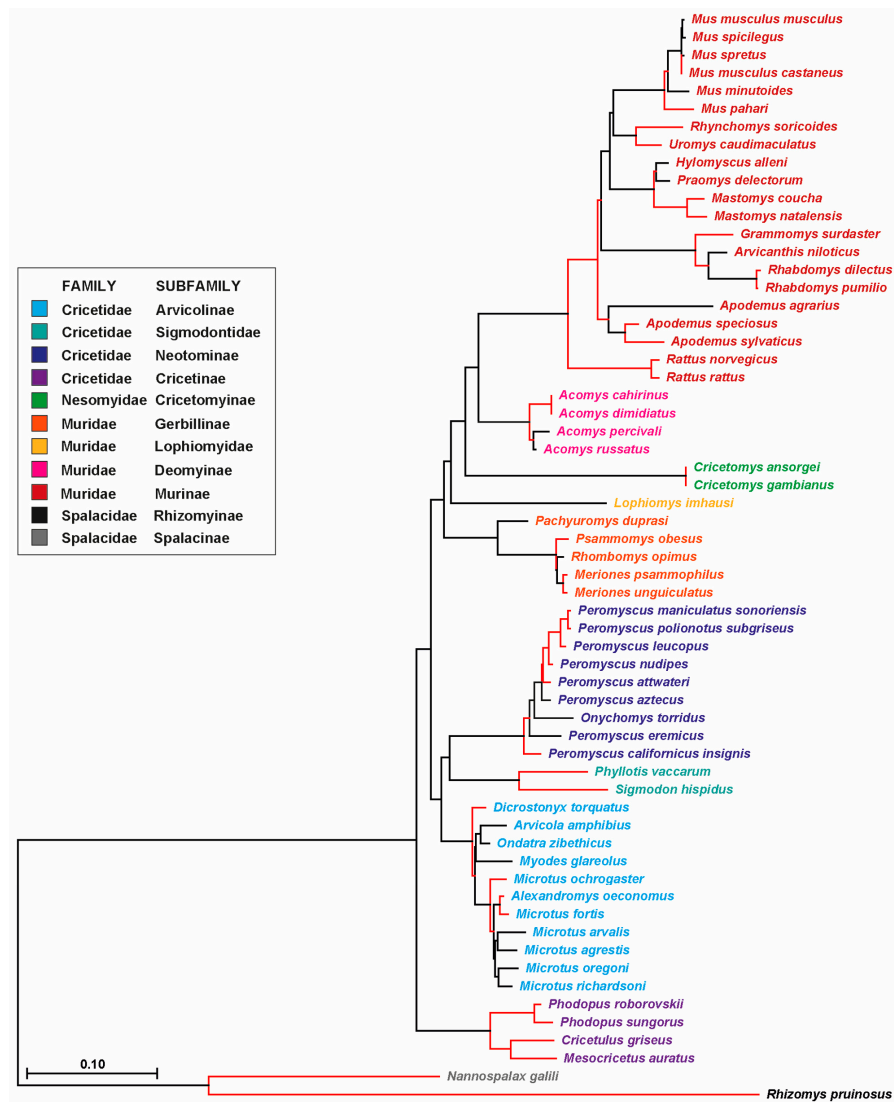 Mus musculus musculus
Mus spicilegus
Mus spretus
Mus musculus castaneus
Mus minutoides
Mus pahari
Rhynchomys soricoides
Uromys caudimaculatus
Hylomyscus alleni
Praomys delectorum
Mastomys coucha
Mastomys natalensis
Grammomys surdaster
Arvicanthis niloticus
Rhabdomys dilectus
Rhabdomys pumilio
Apodemus agrarius
Apodemus speciosus
Apodemus sylvaticus
Rattus norvegicus
Rattus rattus
Acomys cahirinus
Acomys dimidiatus
Acomys percivali
Acomys russatus
Cricetomys ansorgei
Cricetomys gambianus
Lophiomys imhausi
Pachyuromys duprasi
Psammomys obesus
Rhombomys opimus
Meriones psammophilus
Meriones unguiculatus
Peromyscus maniculatus sonoriensis
Peromyscus polionotus subgriseus
Peromyscus leucopus
Peromyscus nudipes
Peromyscus attwateri
Peromyscus aztecus
Onychomys torridus
Peromyscus eremicus
Peromyscus californicus insignis
Phyllotis vaccarum
Sigmodon hispidus
Dicrostonyx torquatus
Arvicola amphibius
Ondatra zibethicus
Myodes glareolus
Microtus ochrogaster
Alexandromys oeconomus
Microtus fortis
Microtus arvalis
Microtus agrestis
Microtus oregoni
Microtus richardsoni
Phodopus roborovskii
Phodopus sungorus
Cricetulus griseus
Mesocricetus auratus
Nannospalax galili
Rhizomys pruinosus
FAMILY SUBFAMILY
Cricetidae Arvicolinae
Cricetidae Sigmodontidae
Cricetidae Neotominae
Cricetidae Cricetinae
Nesomyidae Cricetomyinae
Muridae Gerbillinae
Muridae Lophiomyidae
Muridae Deomyinae
Muridae Murinae
Spalacidae Rhizomyinae
Spalacidae Spalacinae
0.10